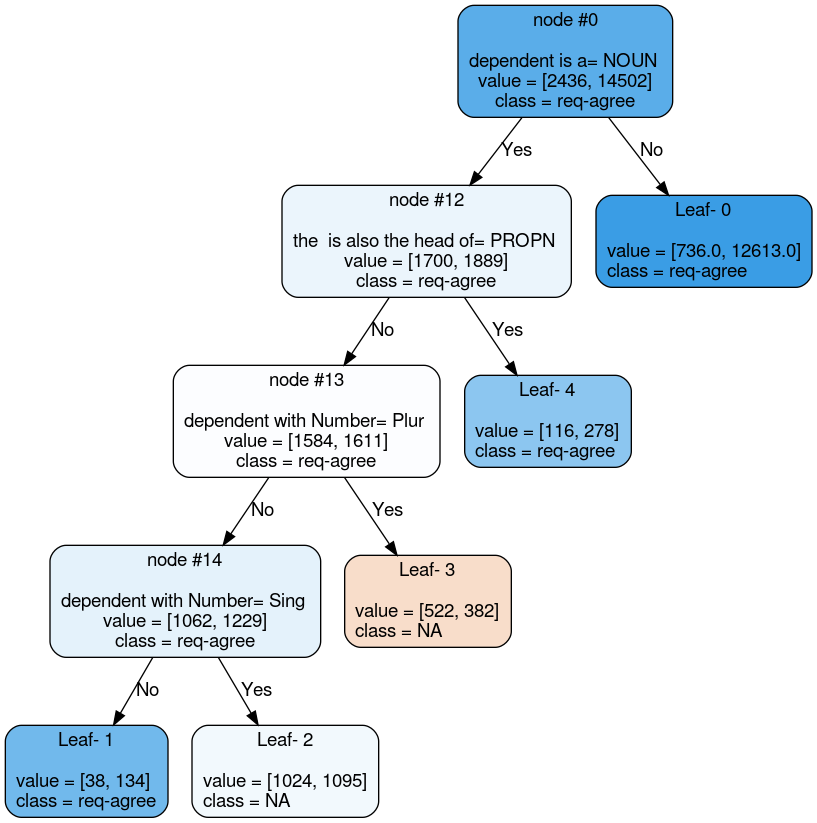 node #0
dependent is a= NOUN
value = [2436, 14502]
class = req-agree
Yes
No
node #12
the  is also the head of= PROPN
value = [1700, 1889]
class = req-agree
Leaf- 0
value = [736.0, 12613.0]
class = req-agree
No
Yes
node #13
dependent with Number= Plur
value = [1584, 1611]
class = req-agree
Leaf- 4
value = [116, 278]
class = req-agree
No
Yes
node #14
dependent with Number= Sing
value = [1062, 1229]
class = req-agree
Leaf- 3
value = [522, 382]
class = NA
No
Yes
Leaf- 1
value = [38, 134]
class = req-agree
Leaf- 2
value = [1024, 1095]
class = NA